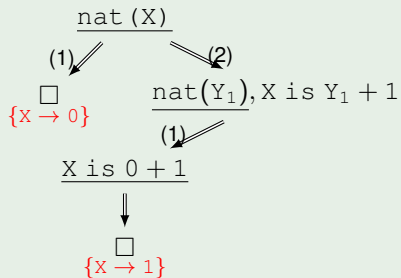 nat(X)
(1) (2)
□ nat(Y₁), X is Y₁ + 1
{X → 0}
(1)
X is 0 + 1
□
{X → 1}